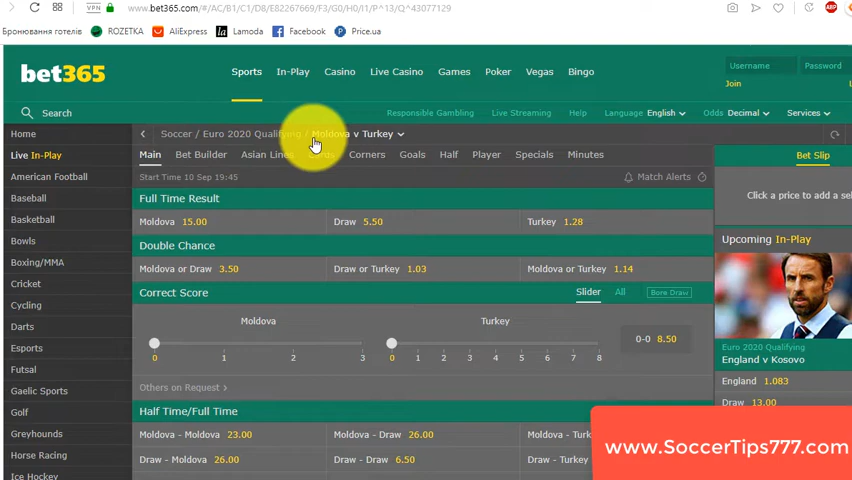 VPN www.bet365.com/#/AC/B1/C1/D8/E82267669/F3/G0/H0/I1/P^13/Q^43077129
ABP
Бронювання готелів ROZETKA AliExpress Lamoda Facebook Price.ua
bet365
Sports In-Play Casino Live Casino Games Poker Vegas Bingo
Username Password
Join
Search
Responsible Gambling Live Streaming Help Language English Odds Decimal Services
Home
Soccer / Euro 2020 Qualifying / Moldova v Turkey
Live In-Play
Main Bet Builder Asian Lines Cards Corners Goals Half Player Specials Minutes
Bet Slip
American Football
Start Time 10 Sep 19:45
Match Alerts
Baseball
Full Time Result
Click a price to add a sel
Basketball
Moldova 15.00 Draw 5.50 Turkey 1.28
Bowls
Double Chance
Upcoming In-Play
Boxing/MMA
Moldova or Draw 3.50 Draw or Turkey 1.03 Moldova or Turkey 1.14
Cricket
Correct Score
Slider All Bore Draw
Cycling
Moldova Turkey
Darts
0-0 8.50
Esports
0 1 2 3 0 1 2 3 4 5 6 7 8
Euro 2020 Qualifying
England v Kosovo
Futsal
Gaelic Sports
Others on Request
England 1.083
Golf
Half Time/Full Time
Draw 13.00
Greyhounds
Moldova - Moldova 23.00 Moldova - Draw 26.00 Moldova - Turk
Horse Racing
Draw - Moldova 26.00 Draw - Draw 6.50 Draw - Turkey
Ice Hockey
www.SoccerTips777.com